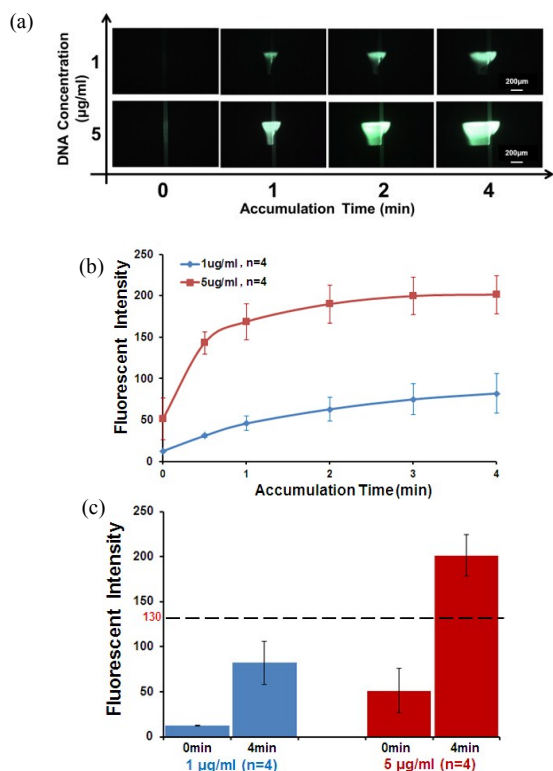 (a)
DNA Concentration
(µg/ml)
1
200µm
5
200µm
0 1 2 4
Accumulation Time (min)
(b)
250
200
150
100
50
0
Fluorescent Intensity
1ug/ml , n=4
5ug/ml , n=4
0 1 2 3 4
Accumulation Time (min)
(c)
250
200
150
130
100
50
0
Fluorescent Intensity
0min 4min 0min 4min
1 µg/ml (n=4) 5 µg/ml (n=4)